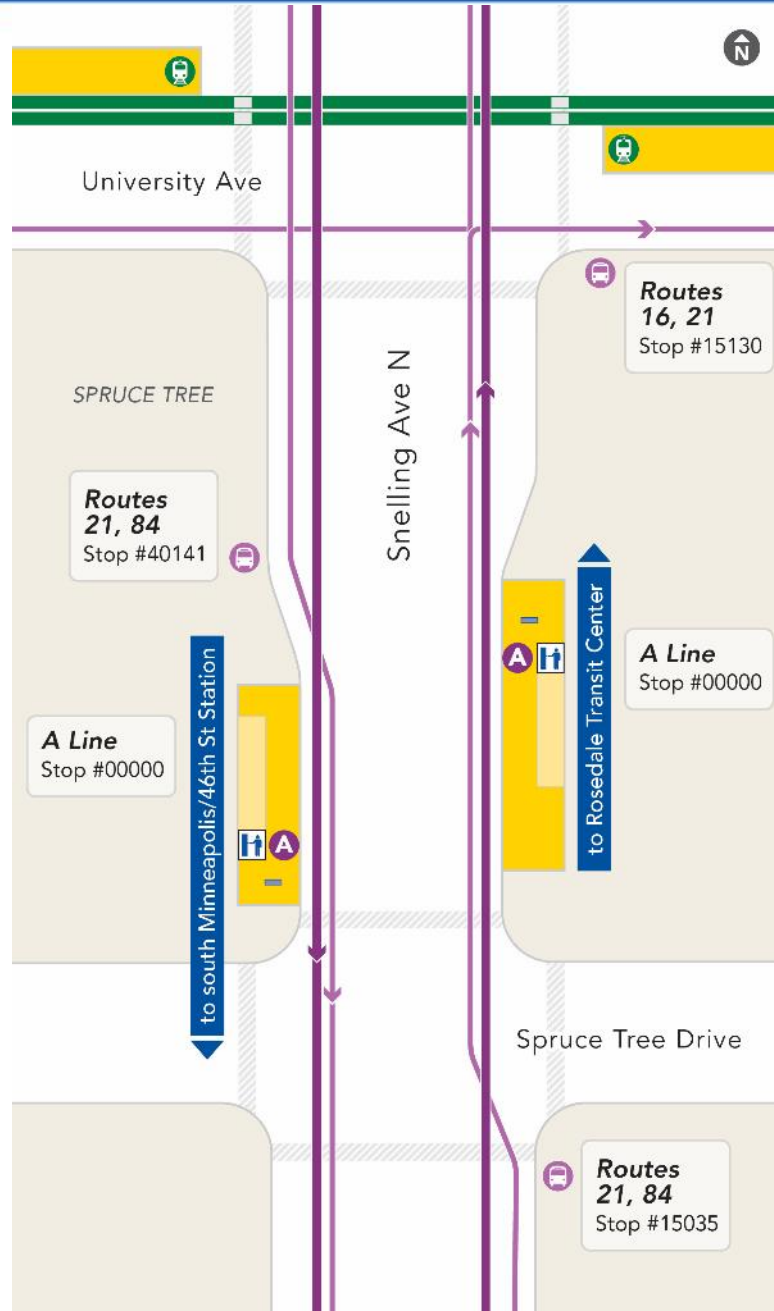 N
University Ave
Routes
16, 21
Stop #15130
SPRUCE TREE
Snelling Ave N
Routes
21, 84
Stop #40141
to south Minneapolis/46th St Station
A Line
Stop #00000
A
A
to Rosedale Transit Center
A Line
Stop #00000
Spruce Tree Drive
Routes
21, 84
Stop #15035